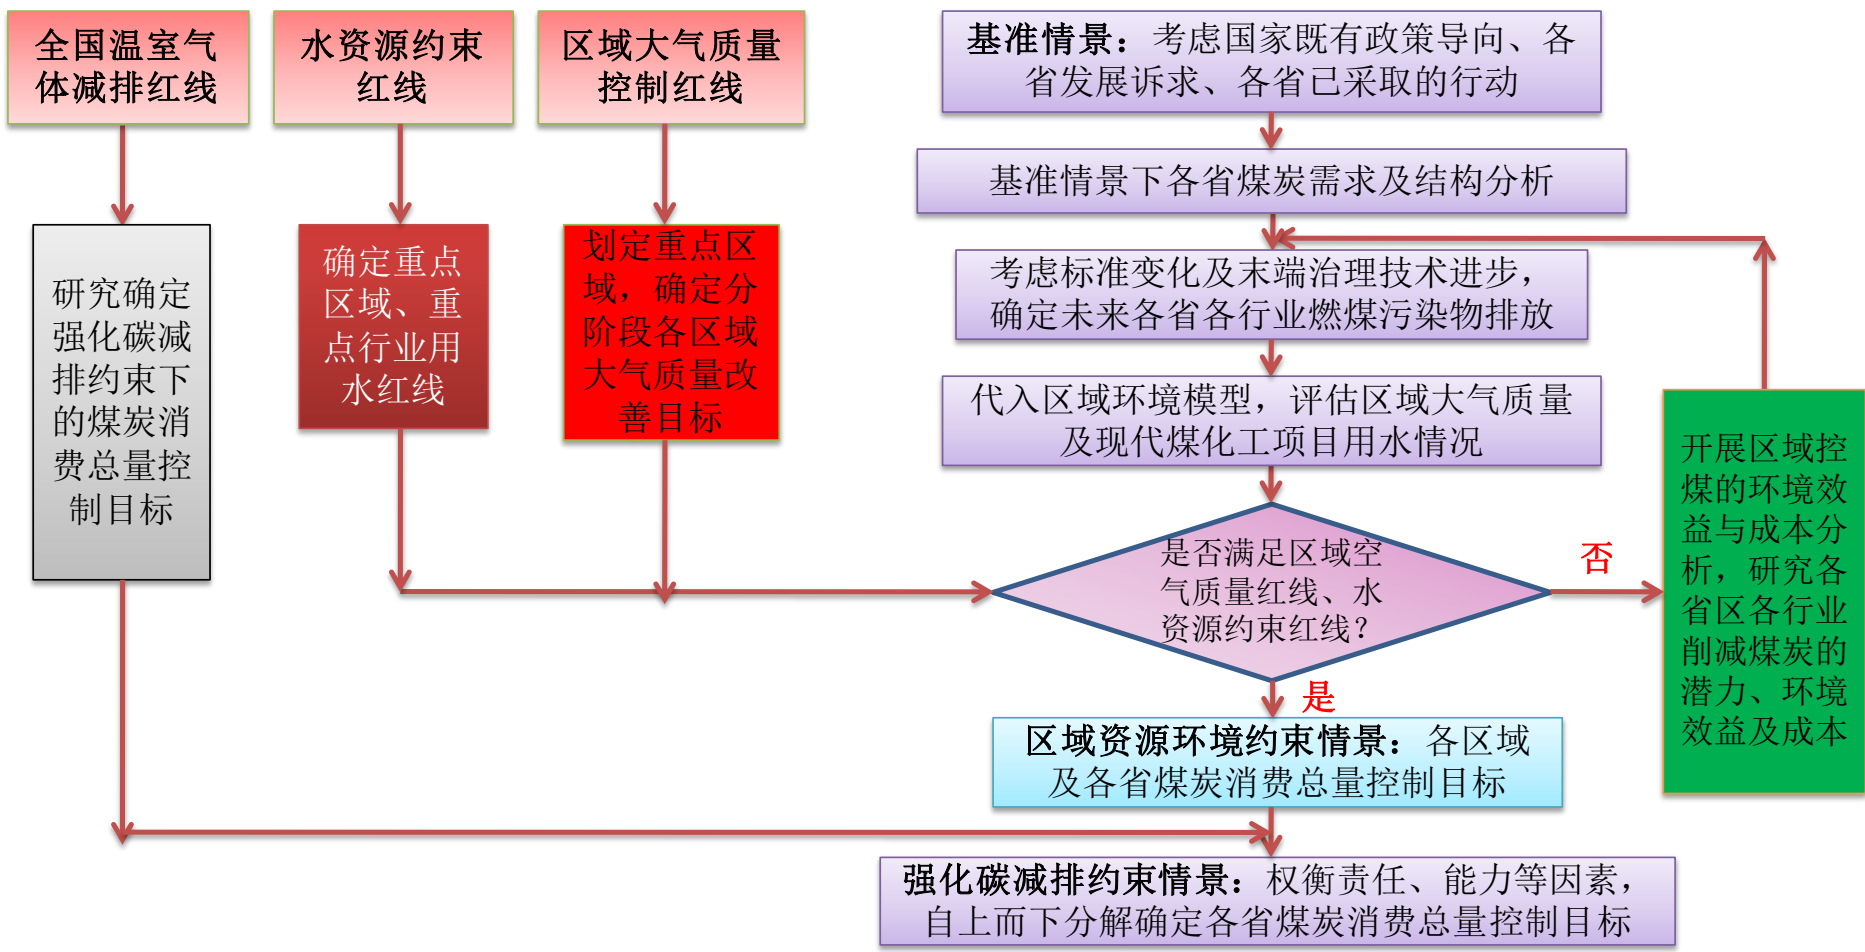 全国温室气
体减排红线
水资源约束
红线
区域大气质量
控制红线
基准情景：考虑国家既有政策导向、各
省发展诉求、各省已采取的行动
基准情景下各省煤炭需求及结构分析
研究确定
强化碳减
排约束下
的煤炭消
费总量控
制目标
确定重点
区域、重
点行业用
水红线
划定重点区
域，确定分
阶段各区域
大气质量改
善目标
考虑标准变化及末端治理技术进步，
确定未来各省各行业燃煤污染物排放
代入区域环境模型，评估区域大气质量
及现代煤化工项目用水情况
是否满足区域空
气质量红线、水
资源约束红线？
否
开展区域控
煤的环境效
益与成本分
析，研究各
省区各行业
削减煤炭的
潜力、环境
效益及成本
是
区域资源环境约束情景：各区域
及各省煤炭消费总量控制目标
强化碳减排约束情景：权衡责任、能力等因素，
自上而下分解确定各省煤炭消费总量控制目标